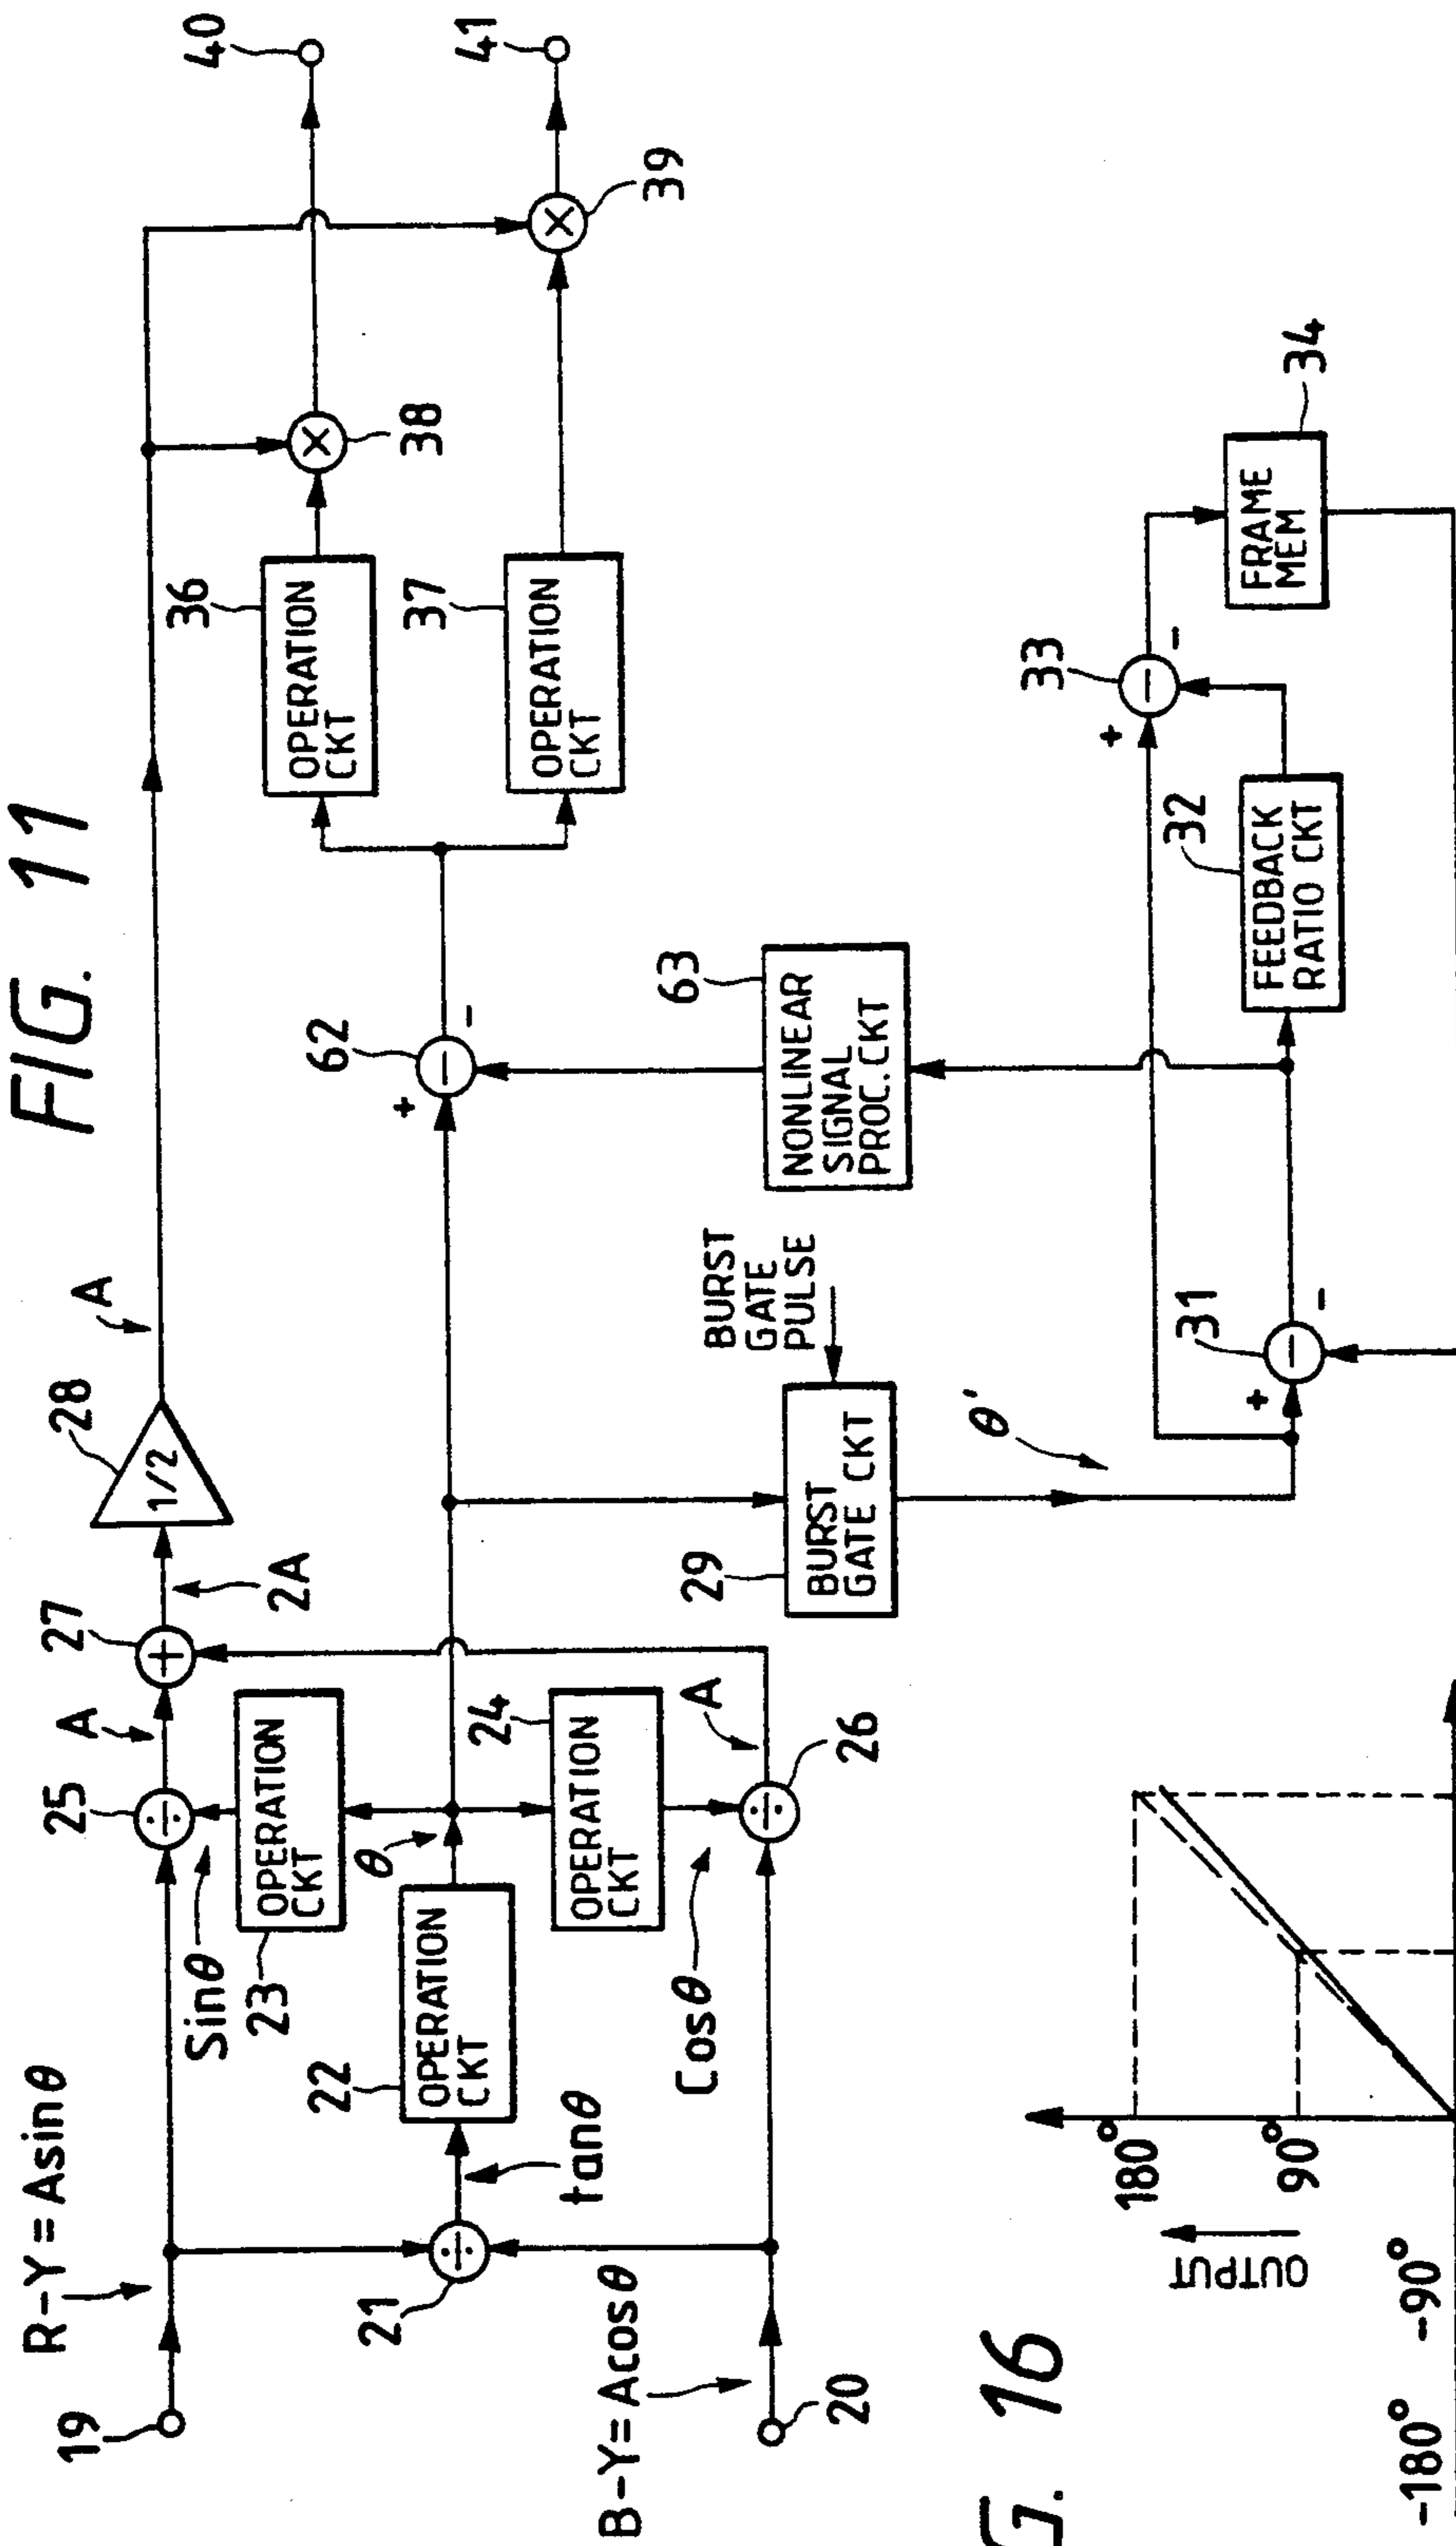 FIG. 11
R-Y=Asinθ
19
B-Y=Acosθ
20
21
tanθ
22
OPERATION
CKT
Sinθ
23
OPERATION
CKT
θ
24
OPERATION
CKT
Cosθ
25
A
26
A
27
2A
28
1/2
A
29
BURST
GATE CKT
BURST
GATE
PULSE
θ'
31
+
-
62
+
-
63
NONLINEAR
SIGNAL
PROC.CKT
32
FEEDBACK
RATIO CKT
33
+
-
34
FRAME
MEM
36
OPERATION
CKT
37
OPERATION
CKT
38
39
40
41
G. 16
OUTPUT
180°
90°
-180°
-90°